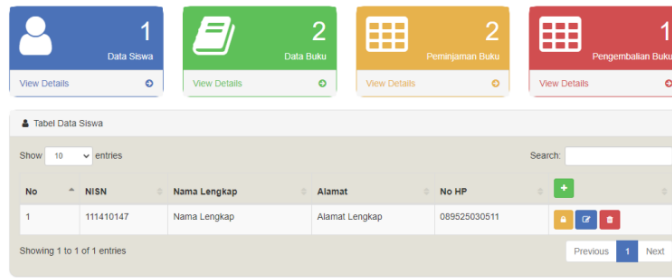 1
Data Siswa
View Details
2
Data Buku
View Details
2
Peminjaman Buku
View Details
1
Pengembalian Buku
View Details
Tabel Data Siswa
Show 10 entries
Search:
No NISN Nama Lengkap Alamat No HP
1 111410147 Nama Lengkap Alamat Lengkap 089525030511
Showing 1 to 1 of 1 entries
Previous 1 Next